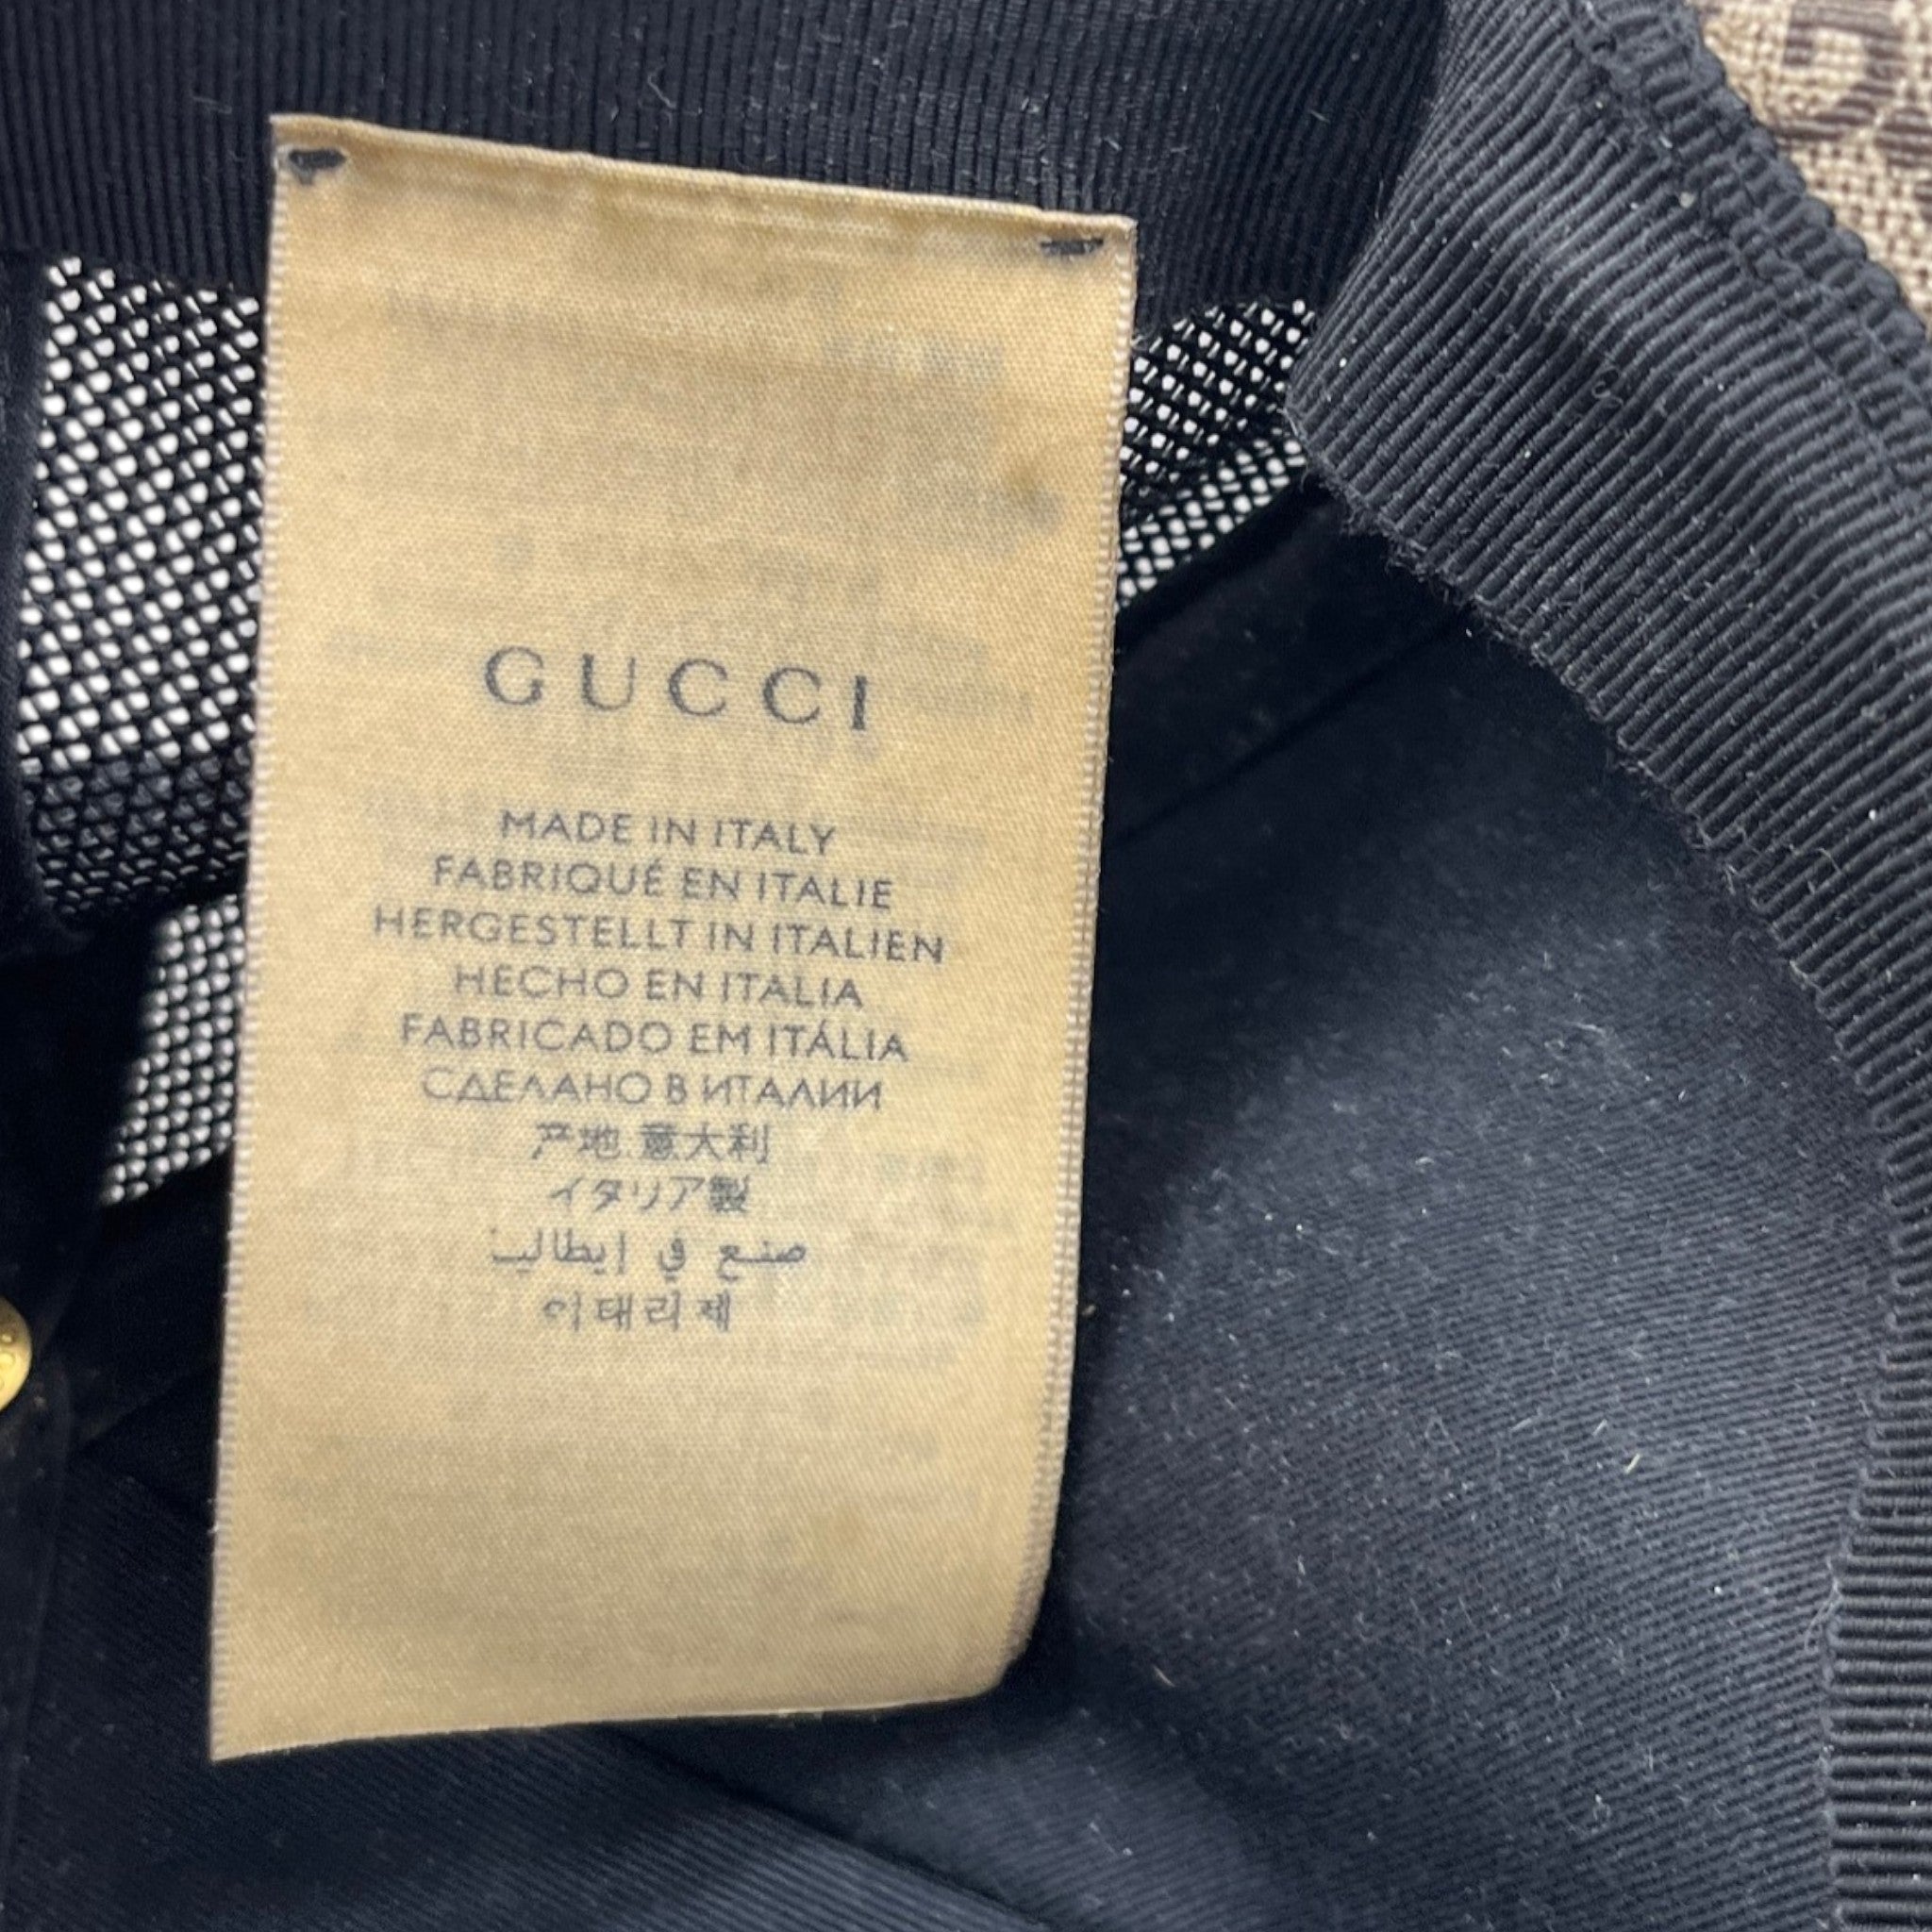 GUCCI
MADE IN ITALY
FABRIQUÉ EN ITALIE
HERGESTELLT IN ITALIEN
HECHO EN ITALIA
FABRICADO EM ITÁLIA
СДЕЛАНО В ИТАЛИИ
产地 意大利
イタリア製
صنع في إيطاليـ
이태리제